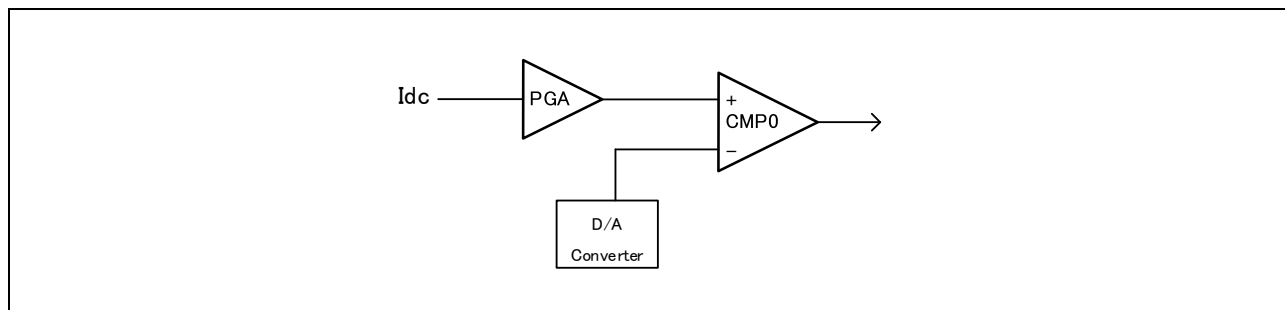 Idc
PGA
+
CMP0
−
D/A
Converter